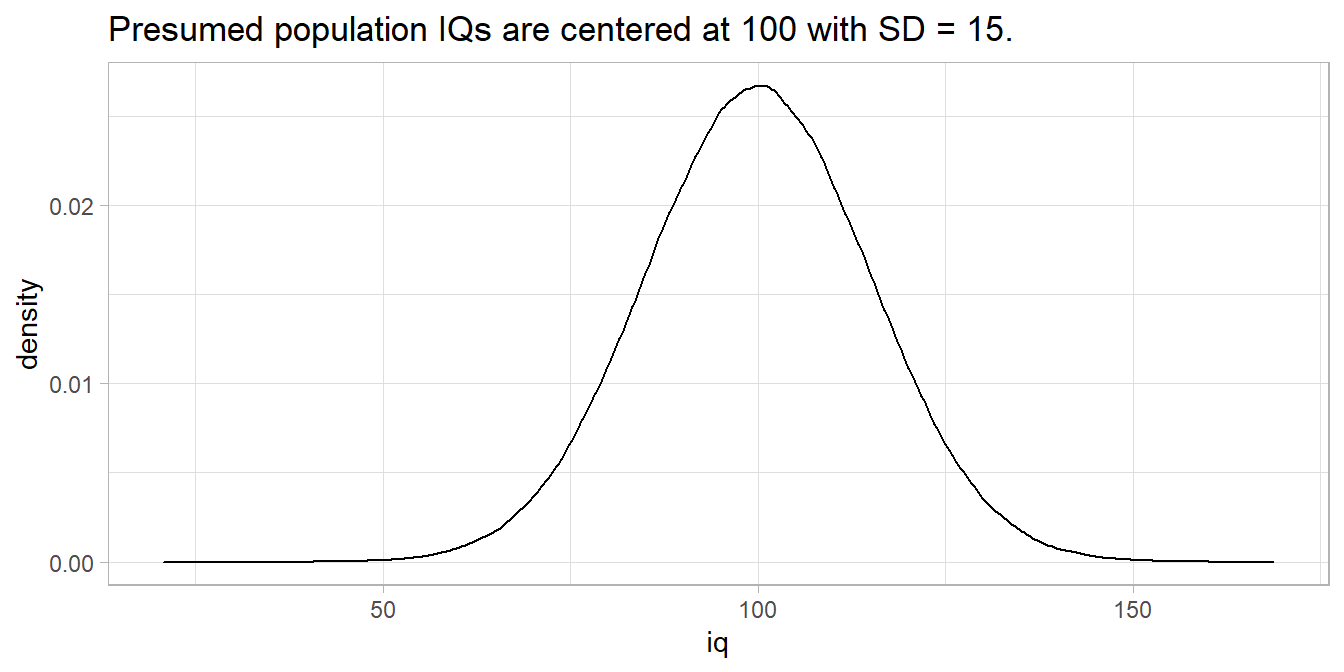 Presumed population IQs are centered at 100 with SD = 15.
density
0.02
0.01
0.00
50 100 150
iq